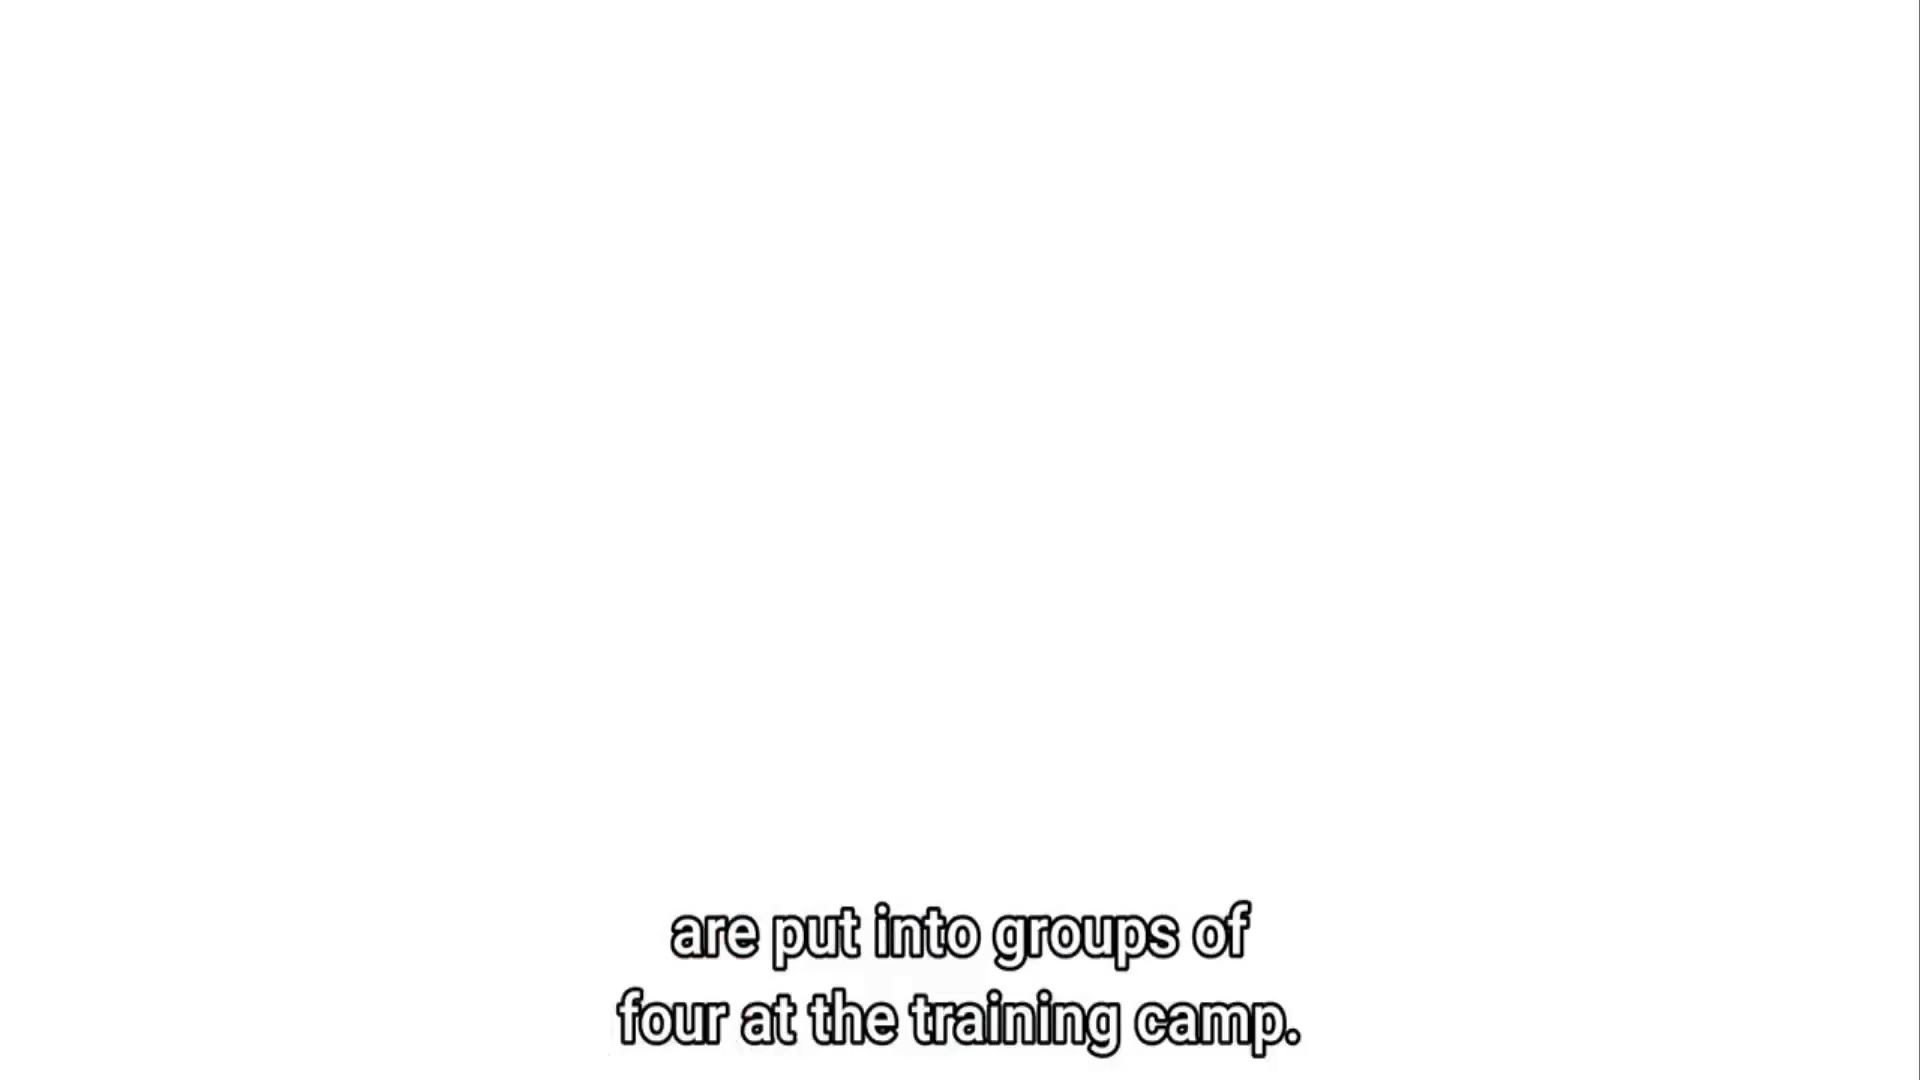 are put into groups of
four at the training camp.